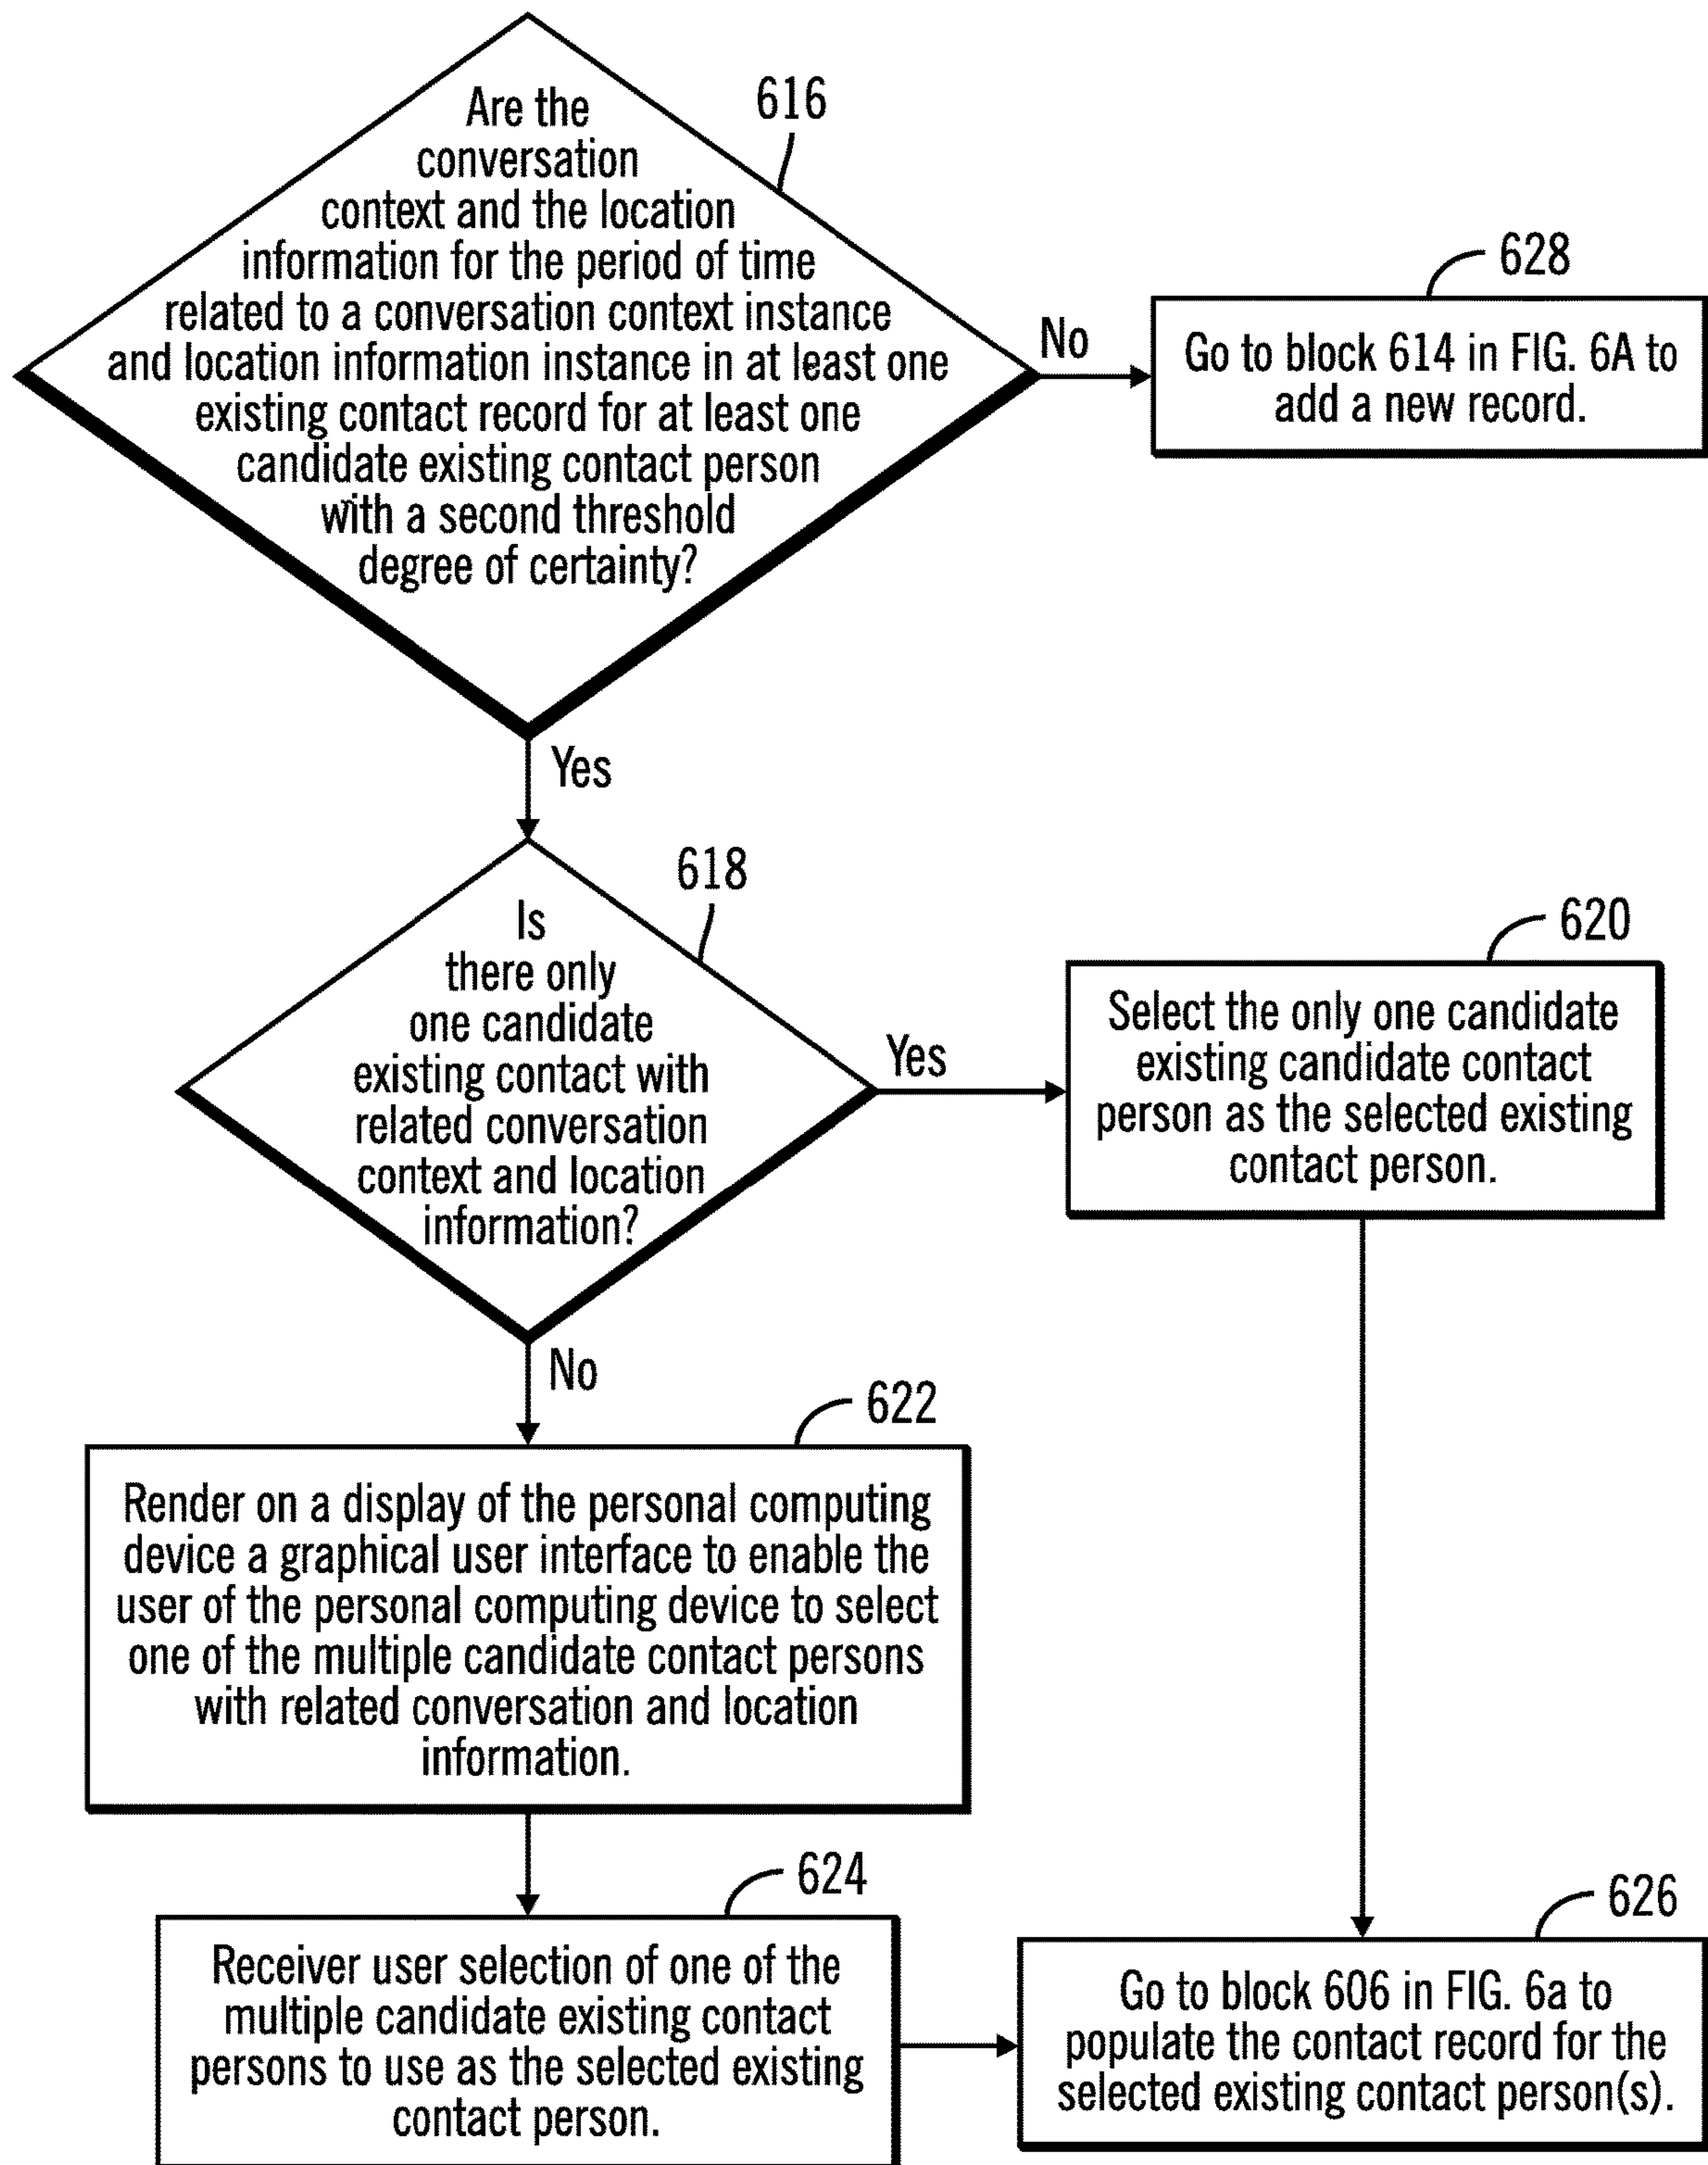 Are the
conversation
context and the location
information for the period of time
related to a conversation context instance
and location information instance in at least one
existing contact record for at least one
candidate existing contact person
with a second threshold
degree of certainty?
616
No
628
Go to block 614 in FIG. 6A to
add a new record.
Yes
618
Is
there only
one candidate
existing contact with
related conversation
context and location
information?
Yes
620
Select the only one candidate
existing candidate contact
person as the selected existing
contact person.
No
622
Render on a display of the personal computing
device a graphical user interface to enable the
user of the personal computing device to select
one of the multiple candidate contact persons
with related conversation and location
information.
624
Receiver user selection of one of the
multiple candidate existing contact
persons to use as the selected existing
contact person.
626
Go to block 606 in FIG. 6a to
populate the contact record for the
selected existing contact person(s).